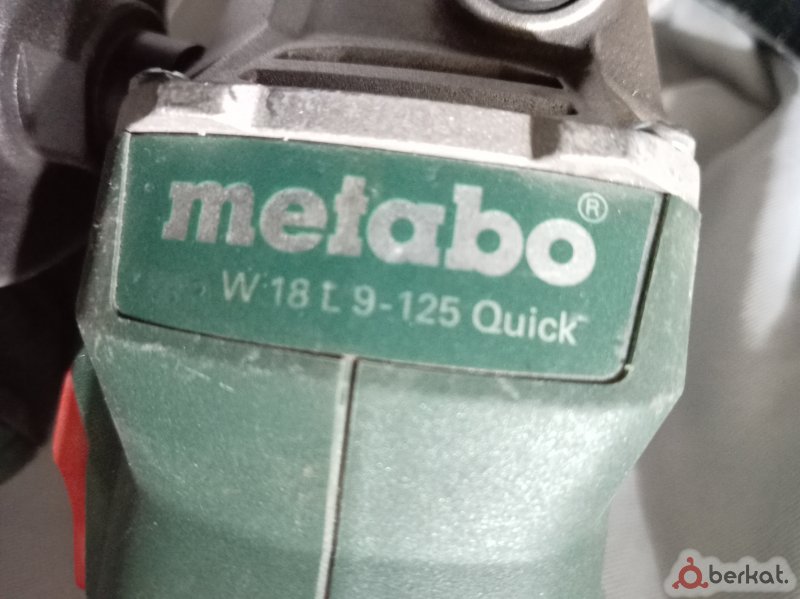 metabo®
W 18 L 9-125 Quick
berkat.